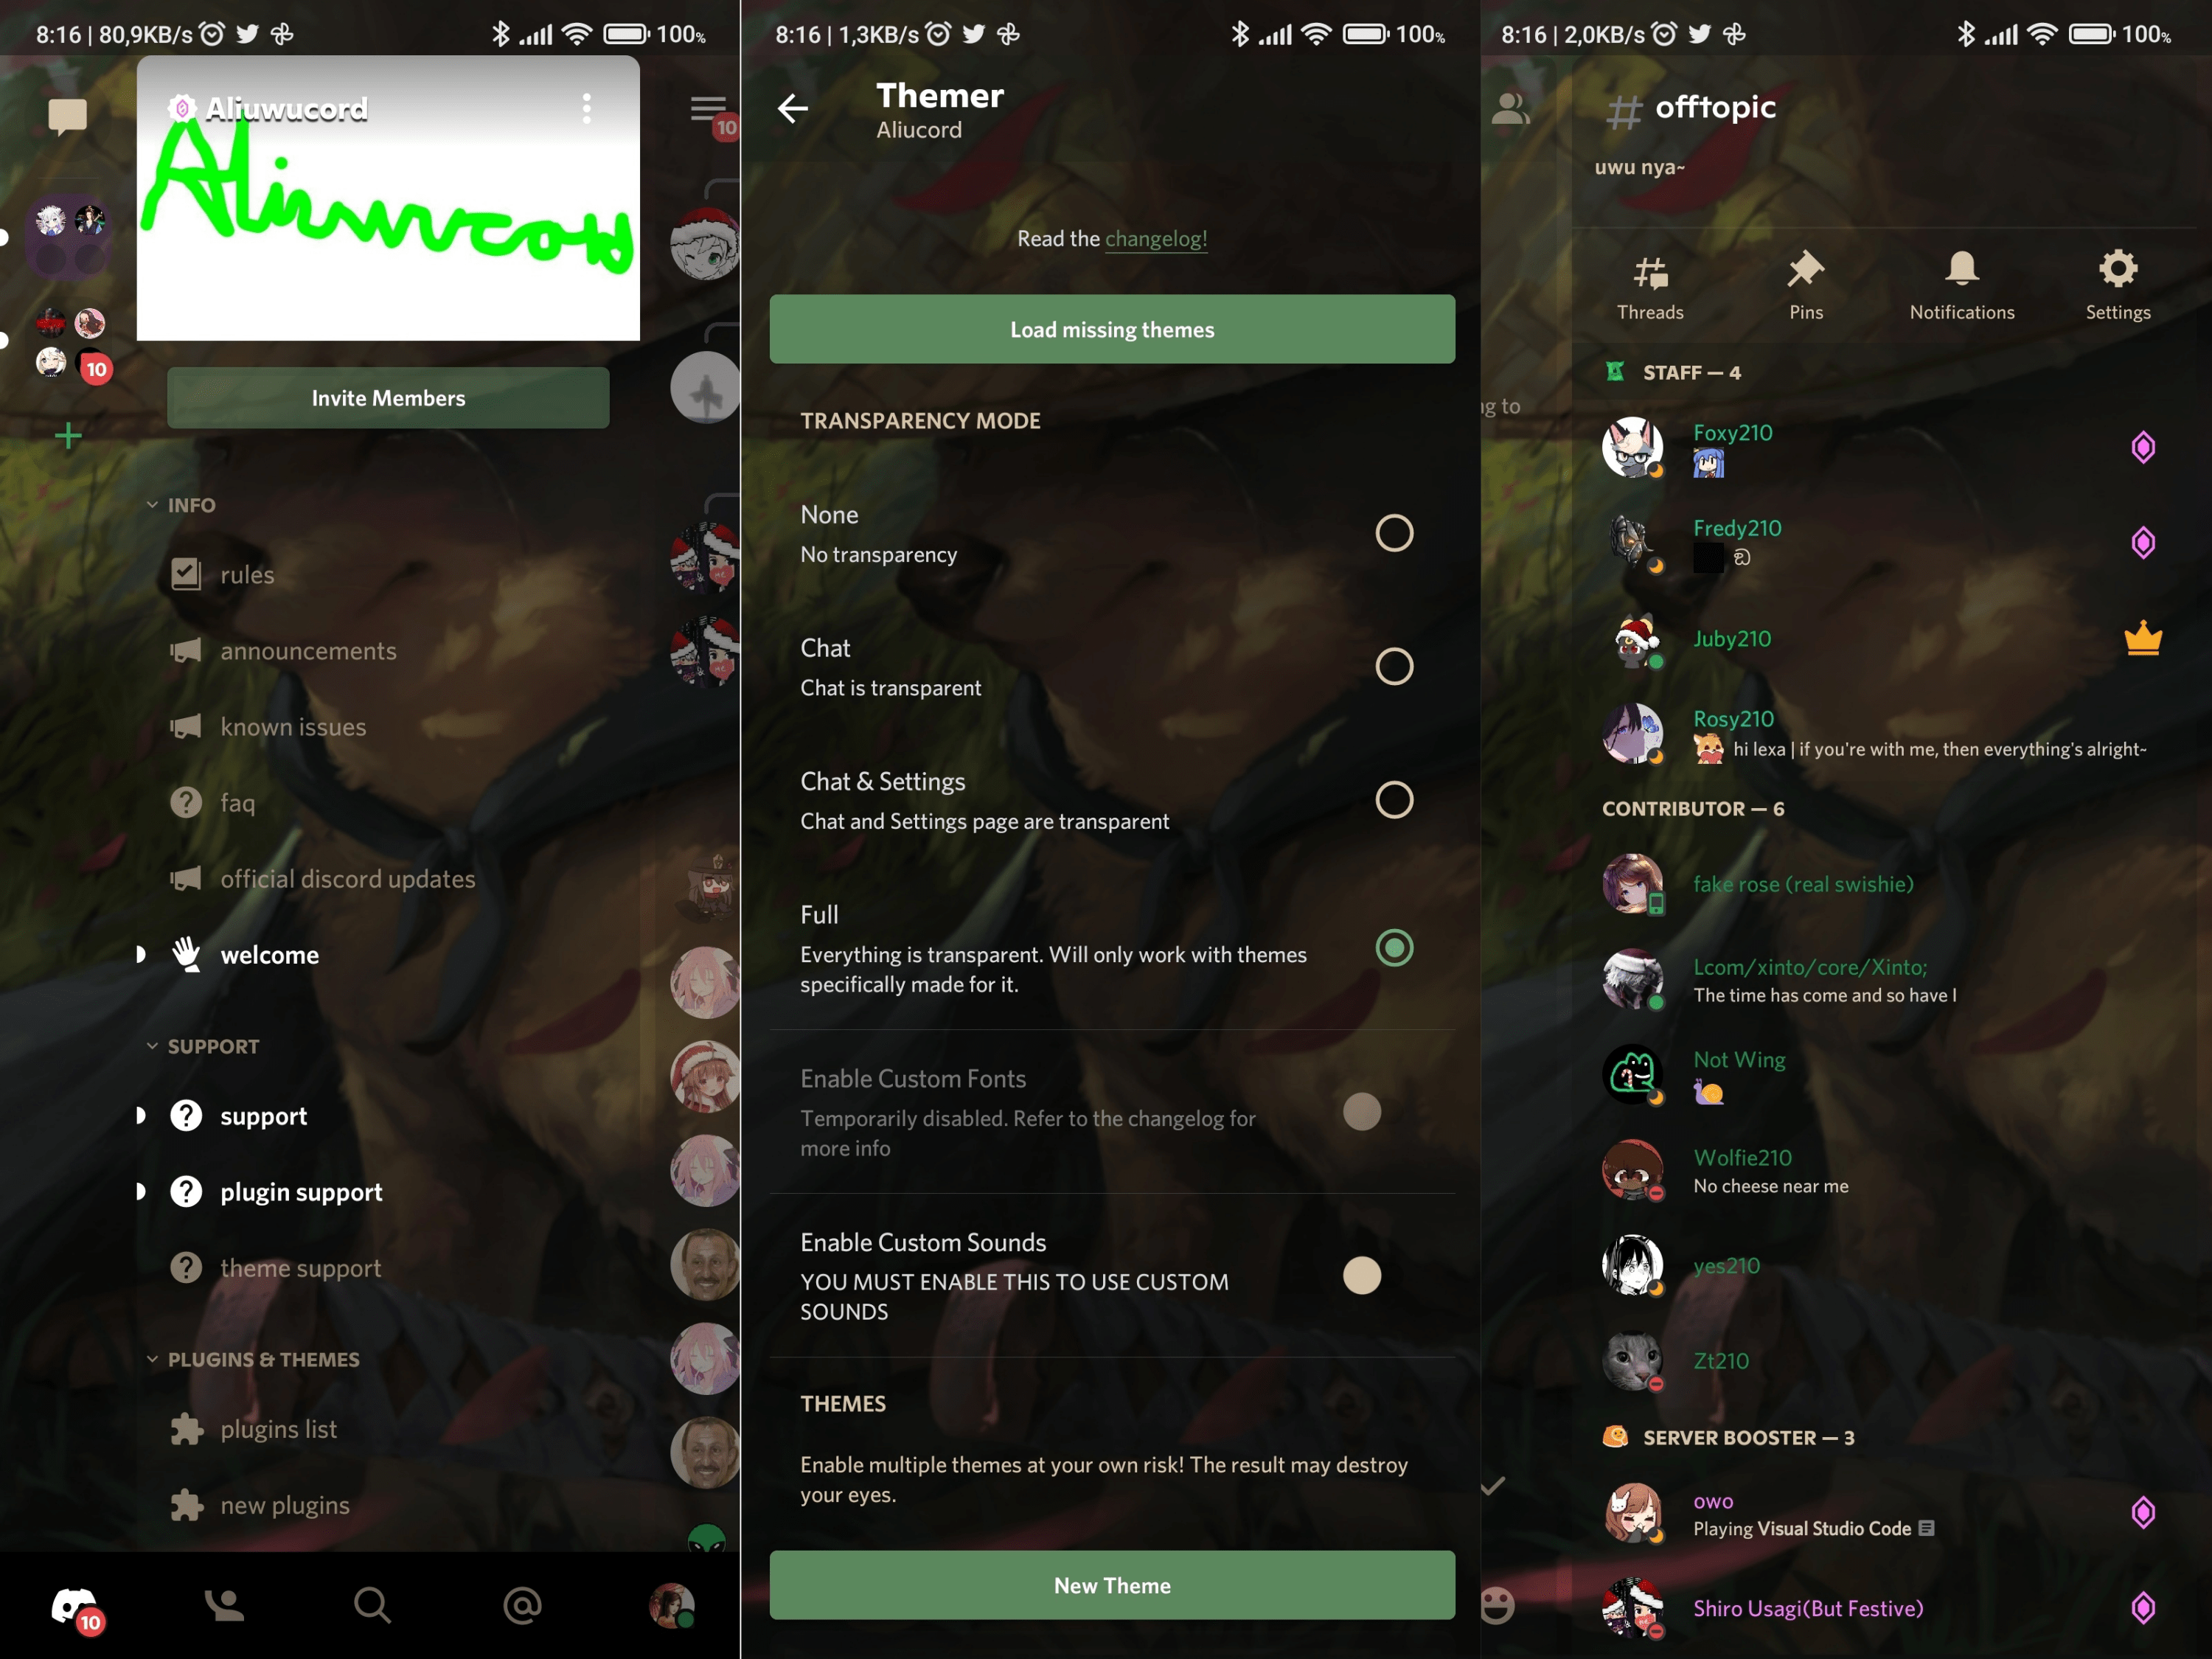 8:16 | 80,9KB/s
100%
Aliuwucord
Aliuwucord
10
10
Invite Members
INFO
rules
announcements
known issues
faq
official discord updates
welcome
SUPPORT
support
plugin support
theme support
PLUGINS & THEMES
plugins list
new plugins
10
8:16 | 1,3KB/s
100%
Themer
Aliucord
Read the changelog!
Load missing themes
TRANSPARENCY MODE
None
No transparency
Chat
Chat is transparent
Chat & Settings
Chat and Settings page are transparent
Full
Everything is transparent. Will only work with themes
specifically made for it.
Enable Custom Fonts
Temporarily disabled. Refer to the changelog for
more info
Enable Custom Sounds
YOU MUST ENABLE THIS TO USE CUSTOM
SOUNDS
THEMES
Enable multiple themes at your own risk! The result may destroy
your eyes.
New Theme
8:16 | 2,0KB/s
100%
# offtopic
uwu nya~
Threads
Pins
Notifications
Settings
STAFF — 4
ng to
Foxy210
Fredy210
ඞ
Juby210
Rosy210
hi lexa | if you're with me, then everything's alright~
CONTRIBUTOR — 6
fake rose (real swishie)
Lcom/xinto/core/Xinto;
The time has come and so have I
Not Wing
Wolfie210
No cheese near me
yes210
Zt210
SERVER BOOSTER — 3
owo
Playing Visual Studio Code
Shiro Usagi(But Festive)